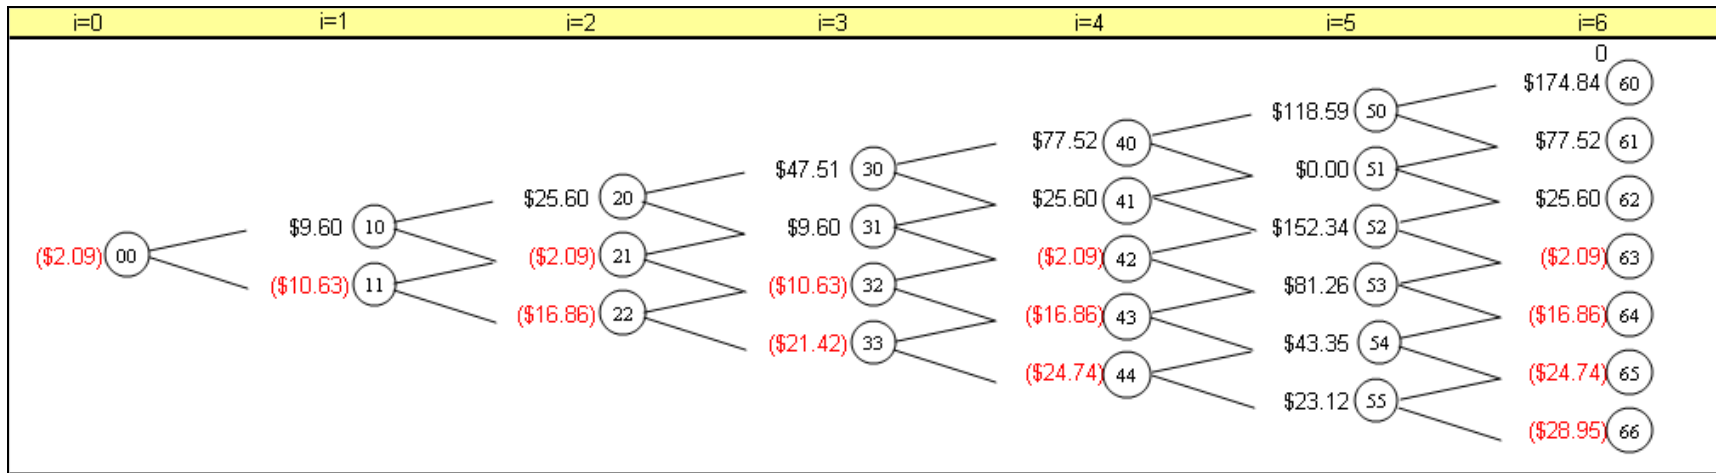 i=0 i=1 i=2 i=3 i=4 i=5 i=6
0
$174.84 60
$118.59 50
$77.52 40 $77.52 61
$47.51 30 $0.00 51
$25.60 20 $25.60 41 $25.60 62
$9.60 10 $9.60 31 $152.34 52
($2.09) 00 ($2.09) 21 ($2.09) 42 ($2.09) 63
($10.63) 11 ($10.63) 32 $81.26 53
($16.86) 22 ($16.86) 43 ($16.86) 64
($21.42) 33 $43.35 54
($24.74) 44 ($24.74) 65
$23.12 55
($28.95) 66